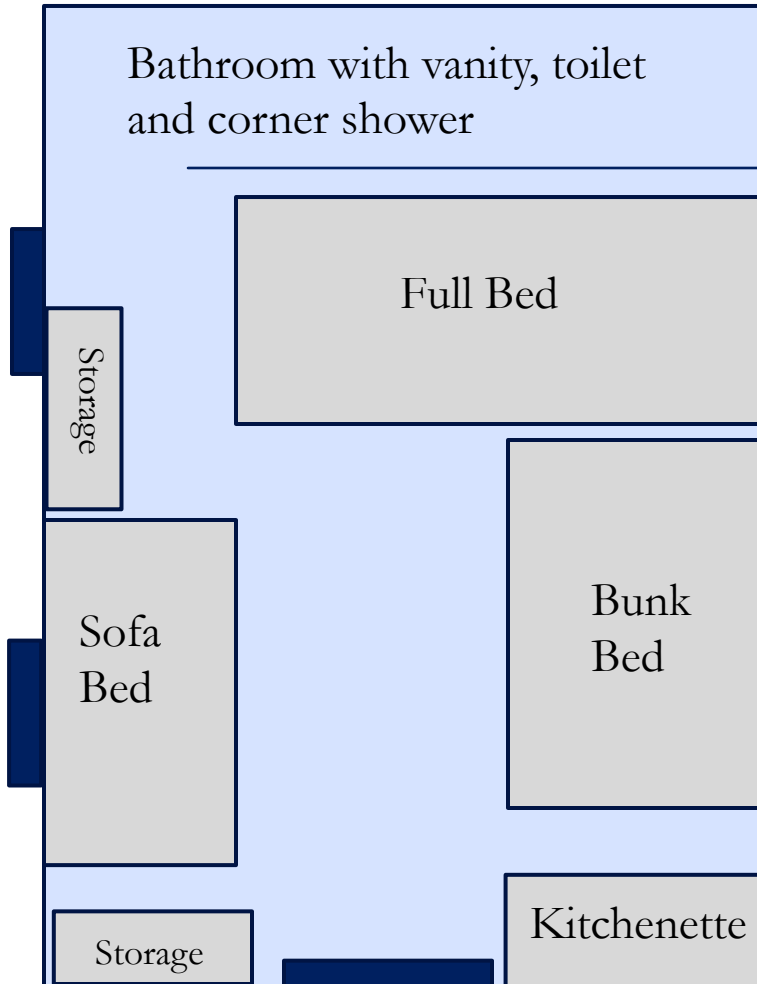 Bathroom with vanity, toilet
and corner shower
Full Bed
Storage
Bunk
Bed
Sofa
Bed
Kitchenette
Storage